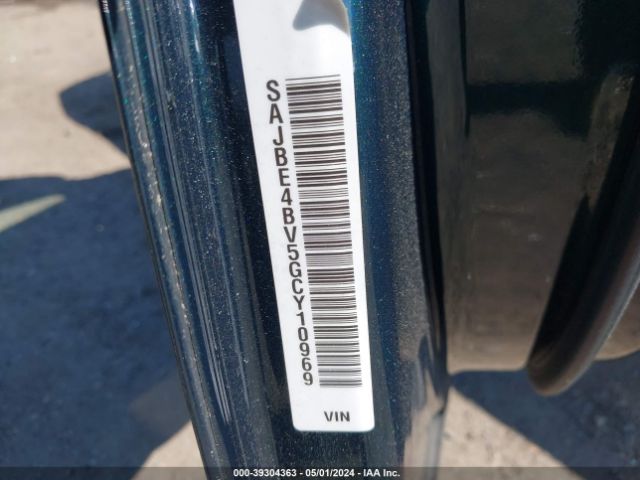 SAJBE4BV5GCY10969
VIN
000-39304363 - 05/01/2024 - IAA Inc.